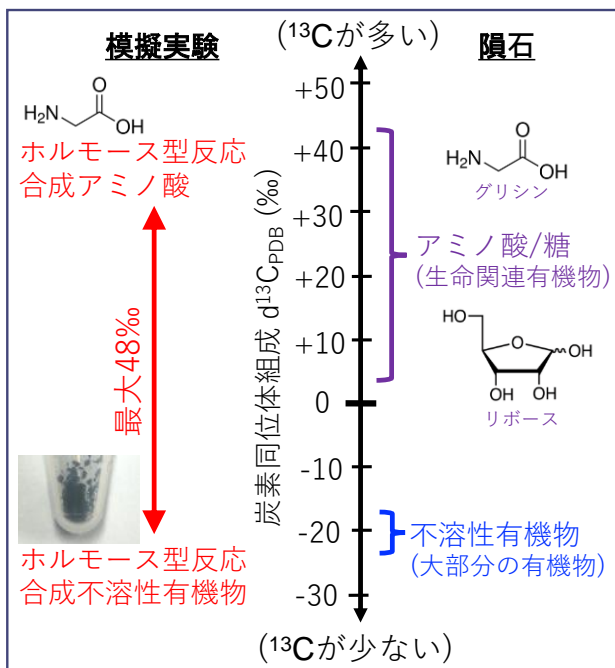 (¹³Cが多い)
模擬実験
隕石
H₂N
O
OH
ホルモース型反応
合成アミノ酸
最大48‰
ホルモース型反応
合成不溶性有機物
炭素同位体組成 d¹³C_PDB (‰)
+50
+40
+30
+20
+10
0
-10
-20
-30
H₂N
O
OH
グリシン
アミノ酸/糖
(生命関連有機物)
HO
O
OH
OH
OH
リボース
不溶性有機物
(大部分の有機物)
(¹³Cが少ない)